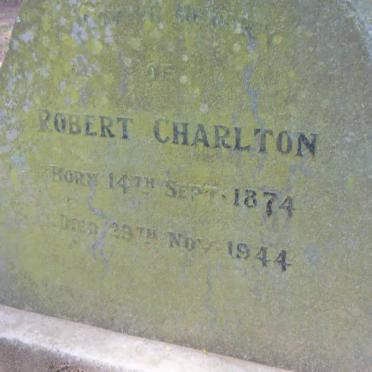 OF
ROBERT CHARLTON
BORN 14TH SEPT. 1874
DIED 29TH NOV. 1944